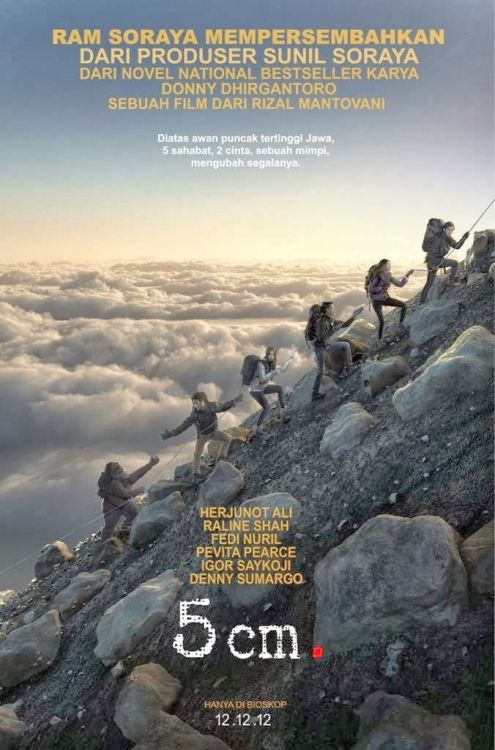 RAM SORAYA MEMPERSEMBAHKAN
DARI PRODUSER SUNIL SORAYA
DARI NOVEL NATIONAL BESTSELLER KARYA
DONNY DHIRGANTORO
SEBUAH FILM DARI RIZAL MANTOVANI
Diatas awan puncak tertinggi Jawa,
5 sahabat, 2 cinta, sebuah mimpi,
mengubah segalanya.
HERJUNOT ALI
RALINE SHAH
FEDI NURIL
PEVITA PEARCE
IGOR SAYKOJI
DENNY SUMARGO
5 cm.
HANYA DI BIOSKOP
12.12.12